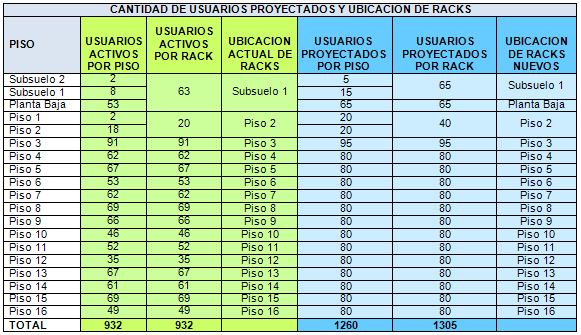 CANTIDAD DE USUARIOS PROYECTADOS Y UBICACION DE RACKS
PISO USUARIOS ACTIVOS POR PISO USUARIOS ACTIVOS POR RACK UBICACION ACTUAL DE RACKS USUARIOS PROYECTADOS POR PISO USUARIOS PROYECTADOS POR RACK UBICACION DE RACKS NUEVOS
Subsuelo 2 2 63 Subsuelo 1 5 65 Subsuelo 1
Subsuelo 1 8 15
Planta Baja 53 65 65 Planta Baja
Piso 1 2 20 Piso 2 20 40 Piso 2
Piso 2 18 20
Piso 3 91 91 Piso 3 95 95 Piso 3
Piso 4 62 62 Piso 4 80 80 Piso 4
Piso 5 67 67 Piso 5 80 80 Piso 5
Piso 6 53 53 Piso 6 80 80 Piso 6
Piso 7 62 62 Piso 7 80 80 Piso 7
Piso 8 69 69 Piso 8 80 80 Piso 8
Piso 9 66 66 Piso 9 80 80 Piso 9
Piso 10 46 46 Piso 10 80 80 Piso 10
Piso 11 52 52 Piso 11 80 80 Piso 11
Piso 12 35 35 Piso 12 80 80 Piso 12
Piso 13 67 67 Piso 13 80 80 Piso 13
Piso 14 61 61 Piso 14 80 80 Piso 14
Piso 15 69 69 Piso 15 80 80 Piso 15
Piso 16 49 49 Piso 16 80 80 Piso 16
TOTAL 932 932 1260 1305